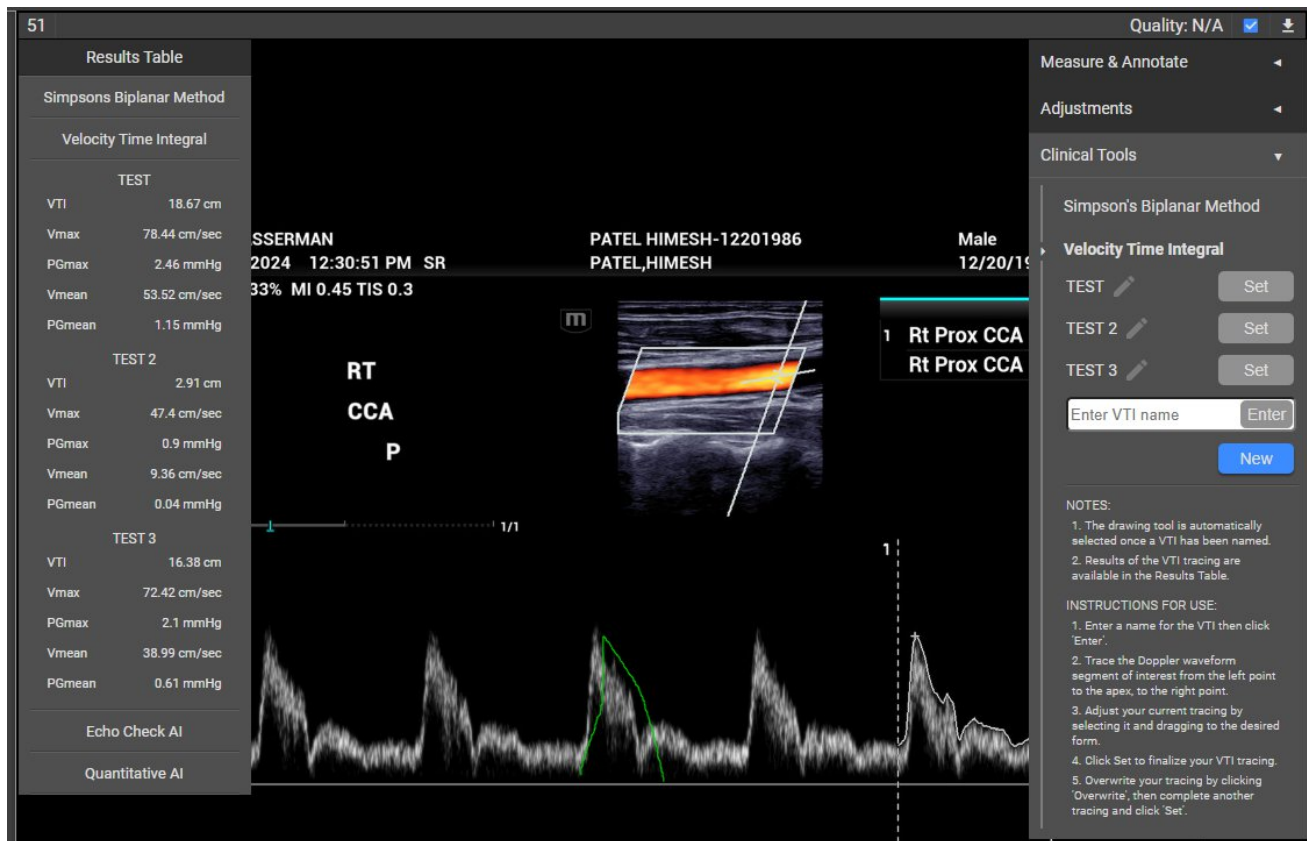 51
Quality: N/A
Results Table
Simpsons Biplanar Method
Velocity Time Integral
TEST
VTI 18.67 cm
Vmax 78.44 cm/sec
PGmax 2.46 mmHg
Vmean 53.52 cm/sec
PGmean 1.15 mmHg
TEST 2
VTI 2.91 cm
Vmax 47.4 cm/sec
PGmax 0.9 mmHg
Vmean 9.36 cm/sec
PGmean 0.04 mmHg
TEST 3
VTI 16.38 cm
Vmax 72.42 cm/sec
PGmax 2.1 mmHg
Vmean 38.99 cm/sec
PGmean 0.61 mmHg
Echo Check AI
Quantitative AI
SSERMAN PATEL HIMESH-12201986 Male
2024 12:30:51 PM SR PATEL,HIMESH 12/20/19
33% MI 0.45 TIS 0.3
m
RT
CCA
P
1 Rt Prox CCA
Rt Prox CCA
1/1
1
Measure & Annotate
Adjustments
Clinical Tools
Simpson's Biplanar Method
Velocity Time Integral
TEST Set
TEST 2 Set
TEST 3 Set
Enter VTI name Enter
New
NOTES:
1. The drawing tool is automatically
selected once a VTI has been named.
2. Results of the VTI tracing are
available in the Results Table.
INSTRUCTIONS FOR USE:
1. Enter a name for the VTI then click
'Enter'.
2. Trace the Doppler waveform
segment of interest from the left point
to the apex, to the right point.
3. Adjust your current tracing by
selecting it and dragging to the desired
form.
4. Click Set to finalize your VTI tracing.
5. Overwrite your tracing by clicking
'Overwrite', then complete another
tracing and click 'Set'.